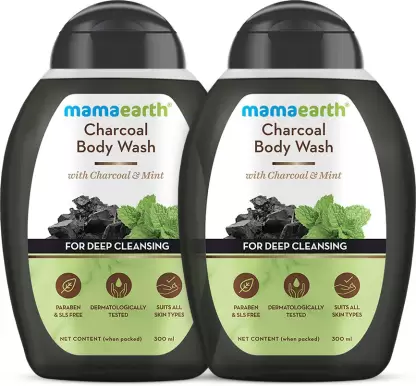 mamaearth®
Charcoal
Body Wash
with Charcoal & Mint
FOR DEEP CLEANSING
PARABEN
& SLS FREE
DERMATOLOGICALLY
TESTED
SUITS ALL
SKIN TYPES
NET CONTENT (when packed) 300 ml
mamaearth®
Charcoal
Body Wash
with Charcoal & Mint
FOR DEEP CLEANSING
PARABEN
& SLS FREE
DERMATOLOGICALLY
TESTED
SUITS ALL
SKIN TYPES
NET CONTENT (when packed) 300 ml